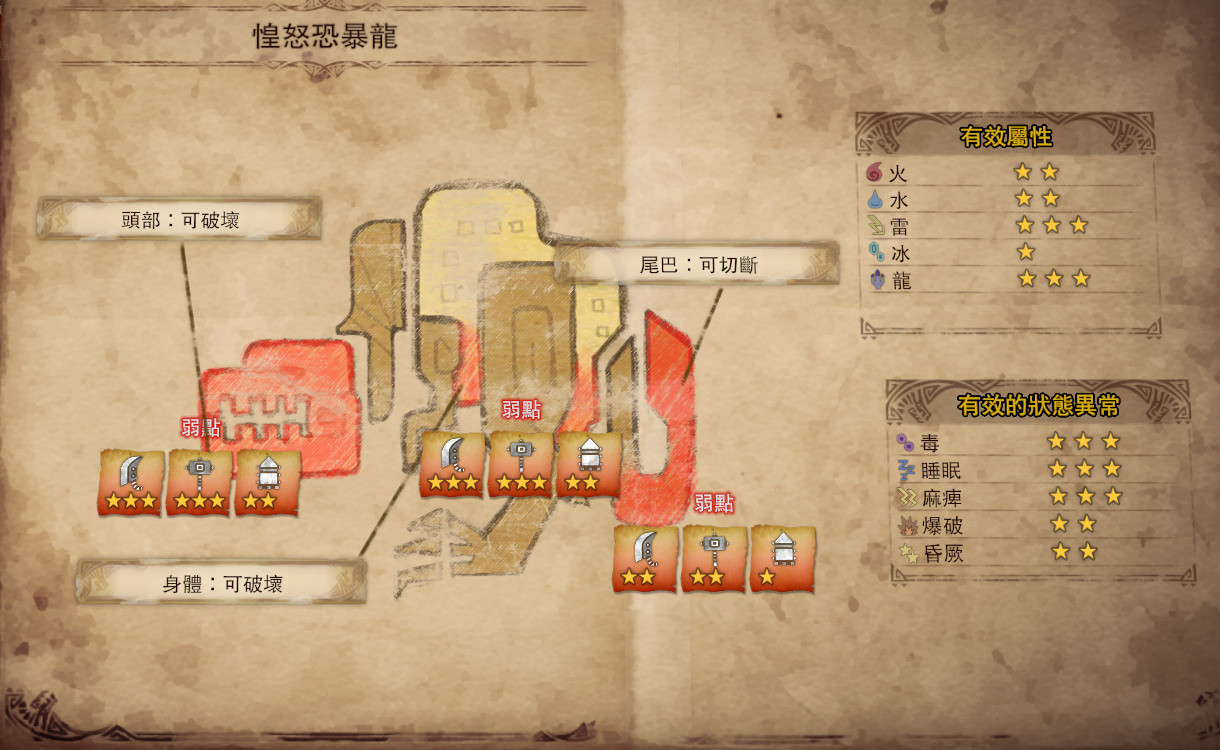 惶怒恐暴龍
頭部：可破壞
尾巴：可切斷
弱點
弱點
弱點
身體：可破壞
有效屬性
火
水
雷
冰
龍
有效的狀態異常
毒
睡眠
麻痺
爆破
昏厥